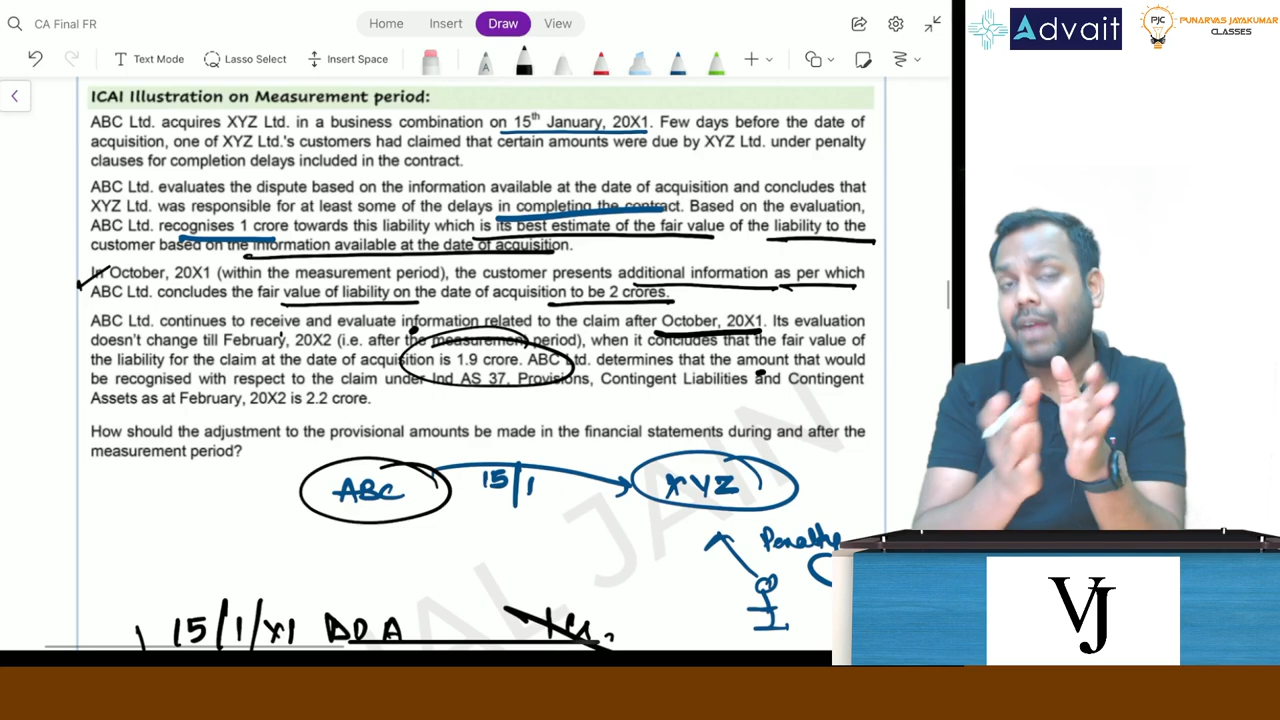 CA Final FR
Home Insert Draw View
Advait
PJC
PUNARVAS JAYAKUMAR
CLASSES
Text Mode Lasso Select Insert Space
ICAI Illustration on Measurement period:
ABC Ltd. acquires XYZ Ltd. in a business combination on 15th January, 20X1. Few days before the date of
acquisition, one of XYZ Ltd.'s customers had claimed that certain amounts were due by XYZ Ltd. under penalty
clauses for completion delays included in the contract.
ABC Ltd. evaluates the dispute based on the information available at the date of acquisition and concludes that
XYZ Ltd. was responsible for at least some of the delays in completing the contract. Based on the evaluation,
ABC Ltd. recognises 1 crore towards this liability which is its best estimate of the fair value of the liability to the
customer based on the information available at the date of acquisition.
In October, 20X1 (within the measurement period), the customer presents additional information as per which
ABC Ltd. concludes the fair value of liability on the date of acquisition to be 2 crores.
ABC Ltd. continues to receive and evaluate information related to the claim after October, 20X1. Its evaluation
doesn't change till February, 20X2 (i.e. after the measurement period), when it concludes that the fair value of
the liability for the claim at the date of acquisition is 1.9 crore. ABC Ltd. determines that the amount that would
be recognised with respect to the claim under Ind AS 37, Provisions, Contingent Liabilities and Contingent
Assets as at February, 20X2 is 2.2 crore.
How should the adjustment to the provisional amounts be made in the financial statements during and after the
measurement period?
ABC 15/1 XYZ
15/1/X1 DOA 1 Cr.
JAIN
VJ